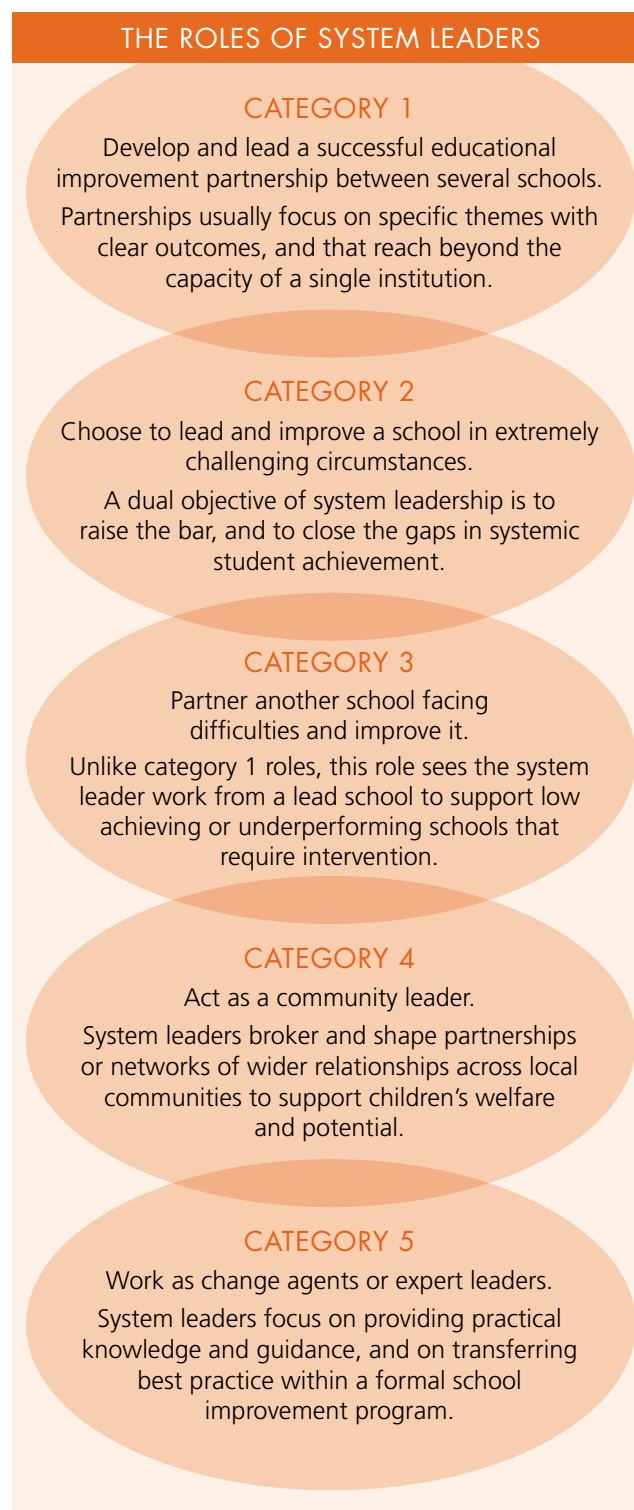 THE ROLES OF SYSTEM LEADERS
CATEGORY 1
Develop and lead a successful educational
improvement partnership between several schools.
Partnerships usually focus on specific themes with
clear outcomes, and that reach beyond the
capacity of a single institution.
CATEGORY 2
Choose to lead and improve a school in extremely
challenging circumstances.
A dual objective of system leadership is to
raise the bar, and to close the gaps in systemic
student achievement.
CATEGORY 3
Partner another school facing
difficulties and improve it.
Unlike category 1 roles, this role sees the system
leader work from a lead school to support low
achieving or underperforming schools that
require intervention.
CATEGORY 4
Act as a community leader.
System leaders broker and shape partnerships
or networks of wider relationships across local
communities to support children’s welfare
and potential.
CATEGORY 5
Work as change agents or expert leaders.
System leaders focus on providing practical
knowledge and guidance, and on transferring
best practice within a formal school
improvement program.